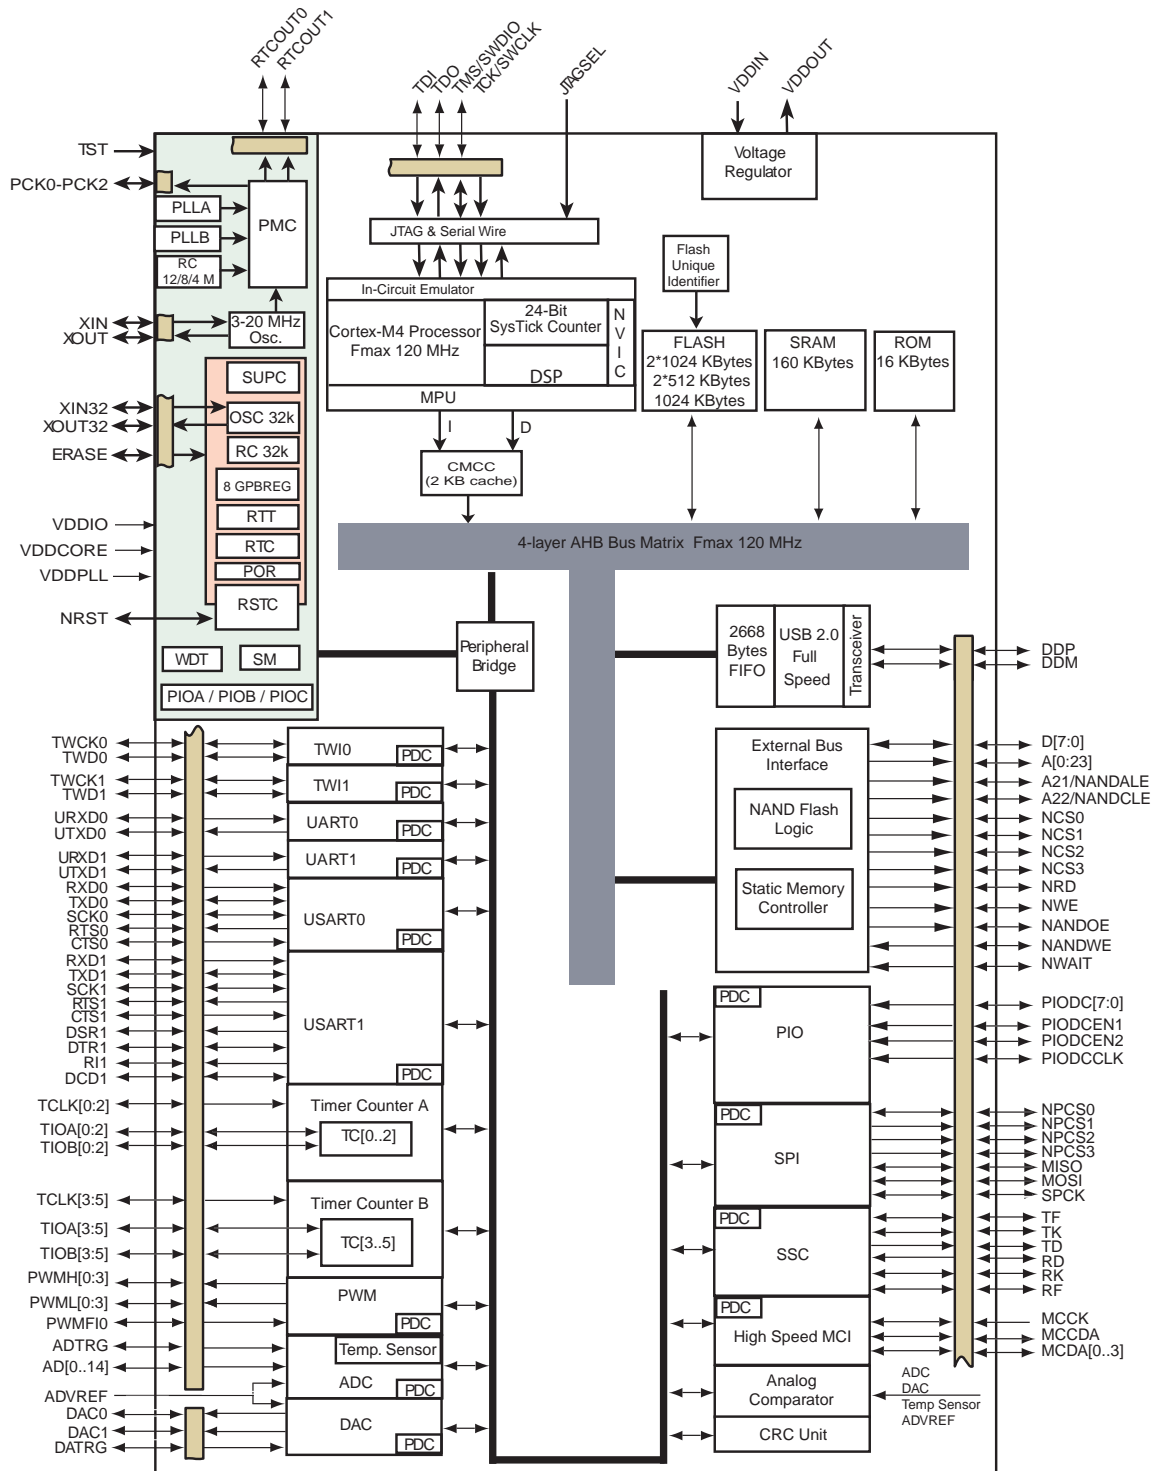 RTCOUT0
RTCOUT1
TDI
TDO
TMS/SWDIO
TCK/SWCLK
JTAGSEL
VDDIN
VDDOUT
TST
PCK0-PCK2
PLLA
PLLB
RC
12/8/4 M
PMC
XIN
XOUT
3-20 MHz
Osc.
SUPC
XIN32
XOUT32
ERASE
OSC 32k
RC 32k
8 GPBREG
RTT
RTC
POR
RSTC
VDDIO
VDDCORE
VDDPLL
NRST
WDT
SM
PIOA / PIOB / PIOC
Voltage
Regulator
JTAG & Serial Wire
In-Circuit Emulator
Cortex-M4 Processor
Fmax 120 MHz
24-Bit
SysTick Counter
DSP
N
V
I
C
MPU
I
D
CMCC
(2 KB cache)
Flash
Unique
Identifier
FLASH
2*1024 KBytes
2*512 KBytes
1024 KBytes
SRAM
160 KBytes
ROM
16 KBytes
4-layer AHB Bus Matrix Fmax 120 MHz
Peripheral
Bridge
2668
Bytes
FIFO
USB 2.0
Full
Speed
Transceiver
DDP
DDM
TWCK0
TWD0
TWI0
PDC
TWCK1
TWD1
TWI1
PDC
URXD0
UTXD0
UART0
PDC
URXD1
UTXD1
UART1
PDC
RXD0
TXD0
SCK0
RTS0
CTS0
USART0
PDC
RXD1
TXD1
SCK1
RTS1
CTS1
DSR1
DTR1
RI1
DCD1
USART1
PDC
TCLK[0:2]
TIOA[0:2]
TIOB[0:2]
Timer Counter A
TC[0..2]
TCLK[3:5]
TIOA[3:5]
TIOB[3:5]
Timer Counter B
TC[3..5]
PWMH[0:3]
PWML[0:3]
PWMFI0
PWM
PDC
ADTRG
AD[0..14]
Temp. Sensor
ADC
PDC
ADVREF
DAC0
DAC1
DATRG
DAC
PDC
External Bus
Interface
NAND Flash
Logic
Static Memory
Controller
D[7:0]
A[0:23]
A21/NANDALE
A22/NANDCLE
NCS0
NCS1
NCS2
NCS3
NRD
NWE
NANDOE
NANDWE
NWAIT
PDC
PIO
PIODC[7:0]
PIODCEN1
PIODCEN2
PIODCCLK
PDC
SPI
NPCS0
NPCS1
NPCS2
NPCS3
MISO
MOSI
SPCK
PDC
SSC
TF
TK
TD
RD
RK
RF
PDC
High Speed MCI
MCCK
MCCDA
MCDA[0..3]
Analog
Comparator
ADC
DAC
Temp Sensor
ADVREF
CRC Unit